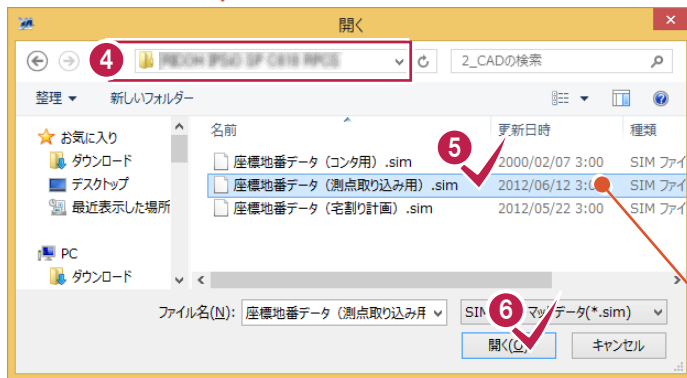 開く
4
2_CADの検索
整理 新しいフォルダー
お気に入り
ダウンロード
デスクトップ
最近表示した場所
PC
ダウンロード
名前 更新日時 種類
5
座標地番データ（コンタ用）.sim 2000/02/07 3:00 SIM ファイ
座標地番データ（測点取り込み用）.sim 2012/06/12 3:0 SIM ファイ
座標地番データ（宅割り計画）.sim 2012/05/22 3:00 SIM ファイ
ファイル名(N): 座標地番データ（測点取り込み用
6
SIM マットデータ(*.sim)
開く(O) キャンセル